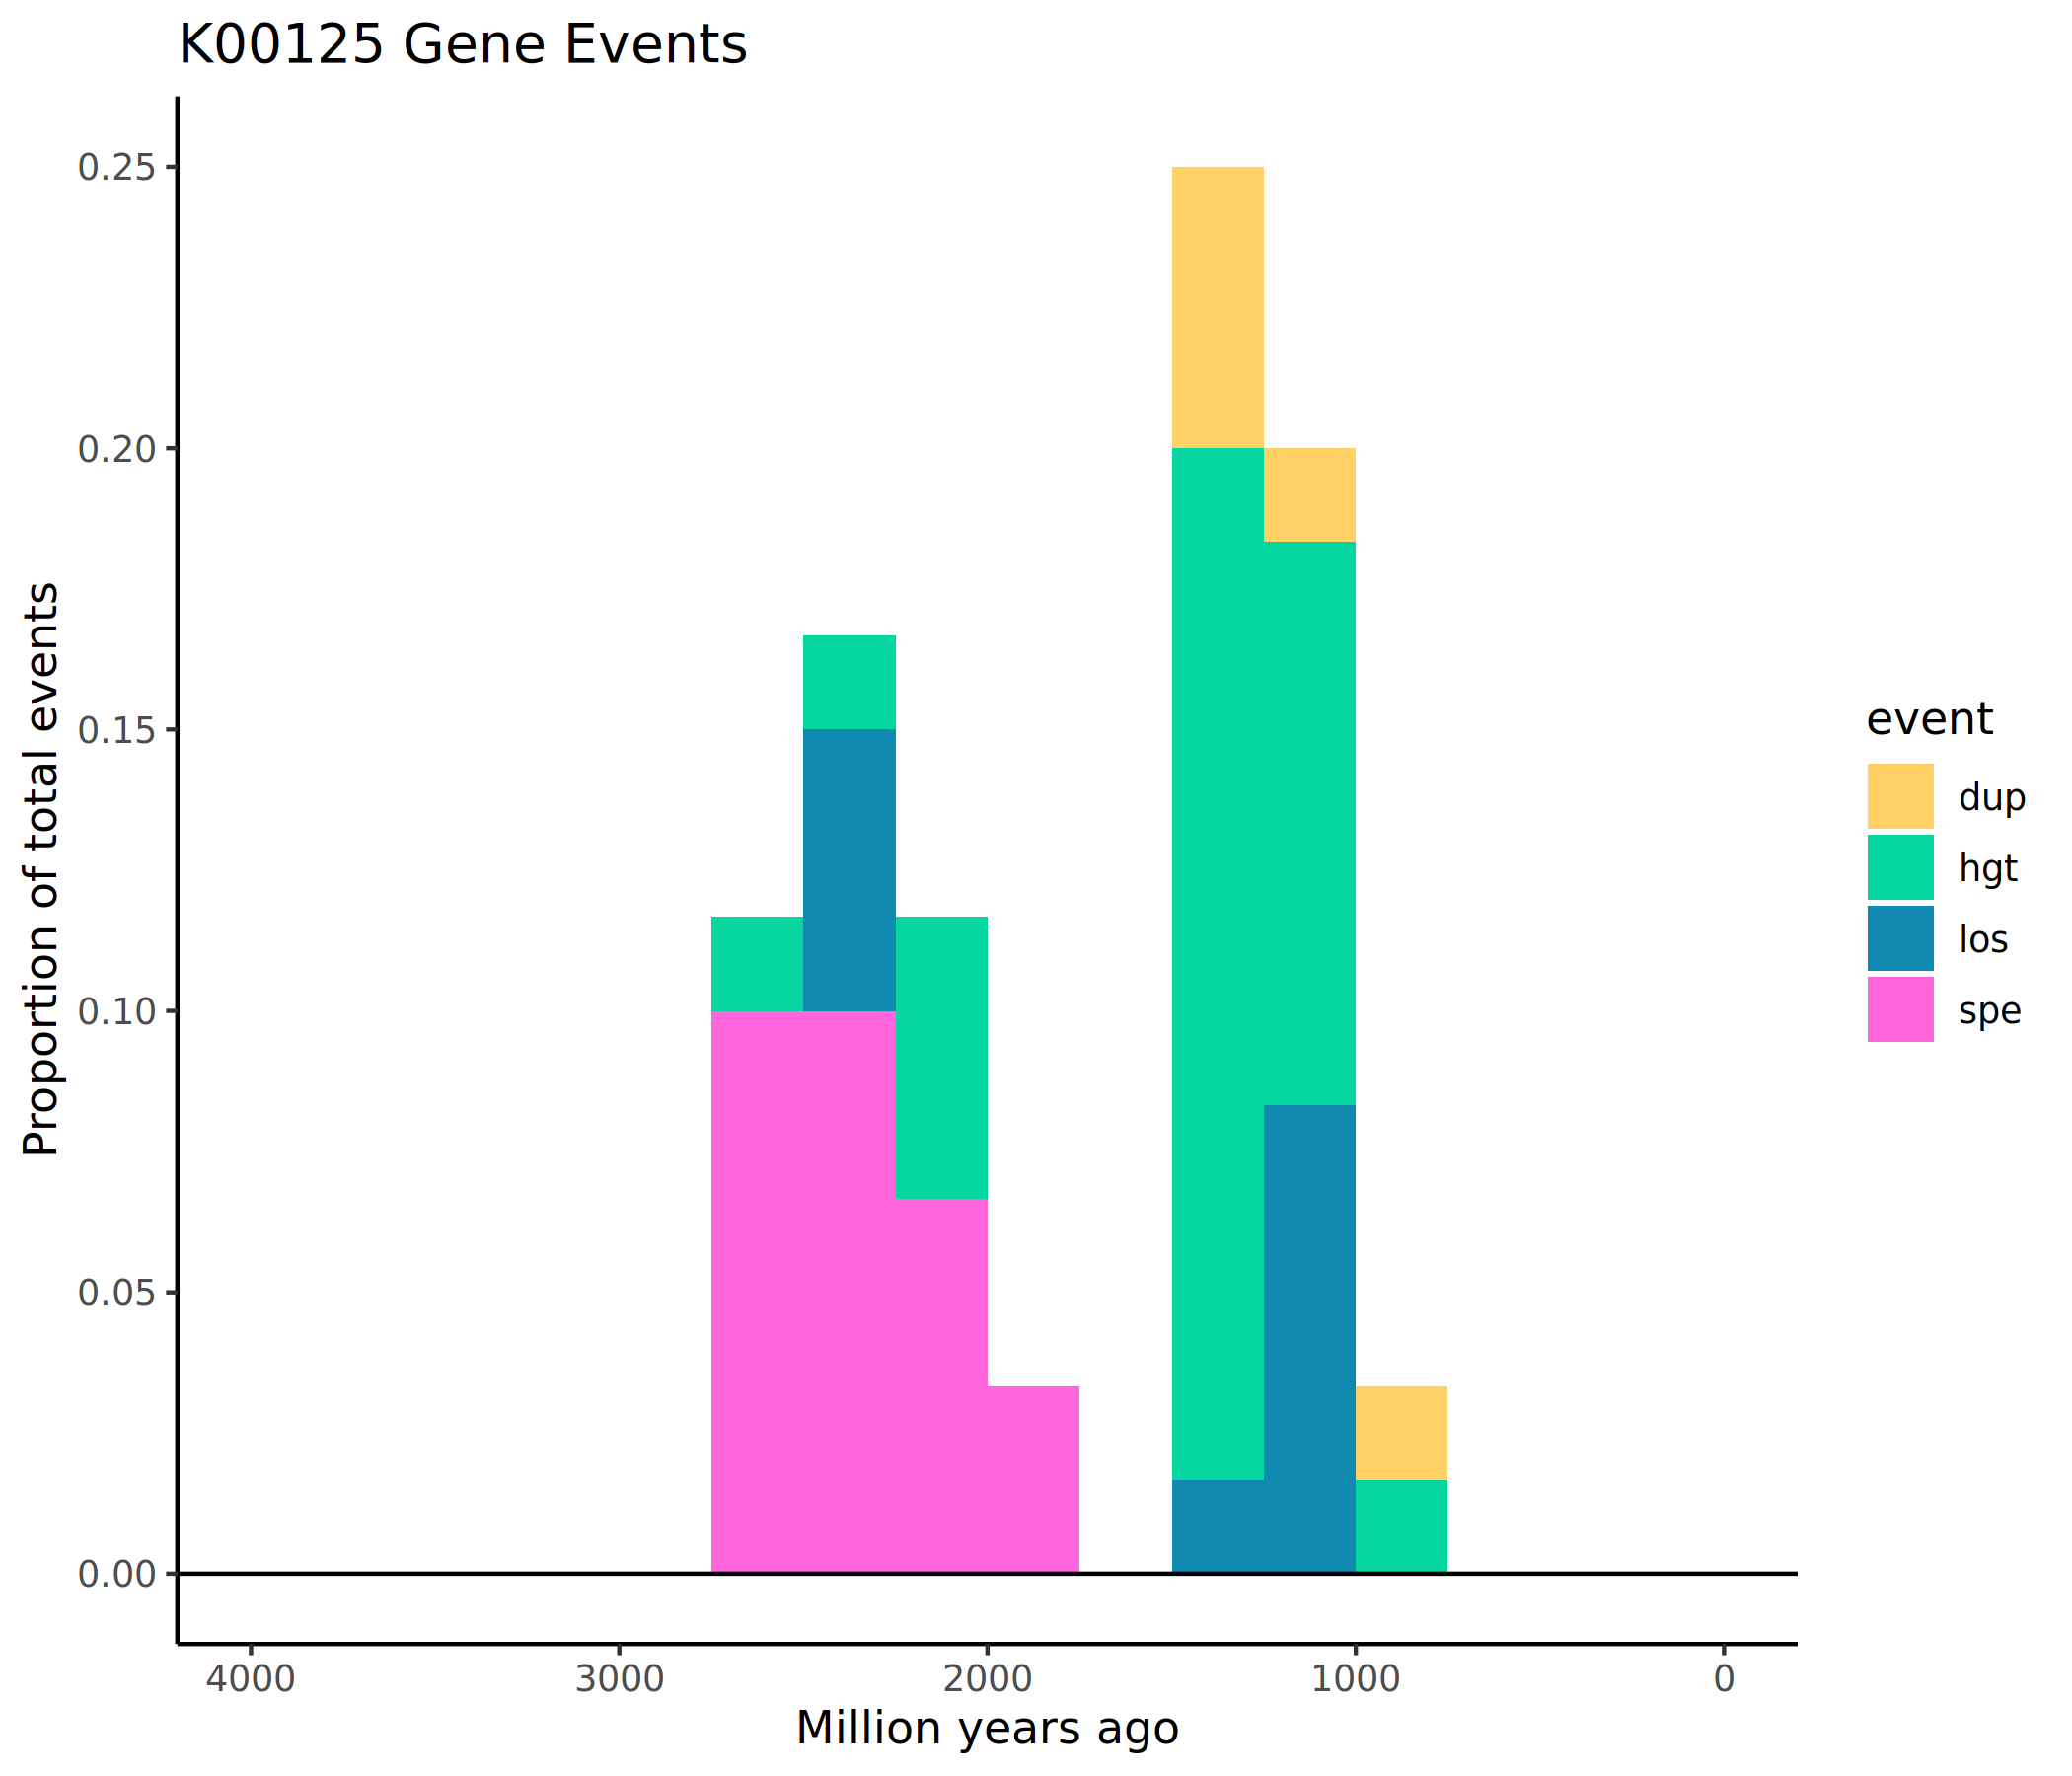 K00125 Gene Events
Proportion of total events
0.25
0.20
0.15
0.10
0.05
0.00
4000 3000 2000 1000 0
Million years ago
event
dup
hgt
los
spe